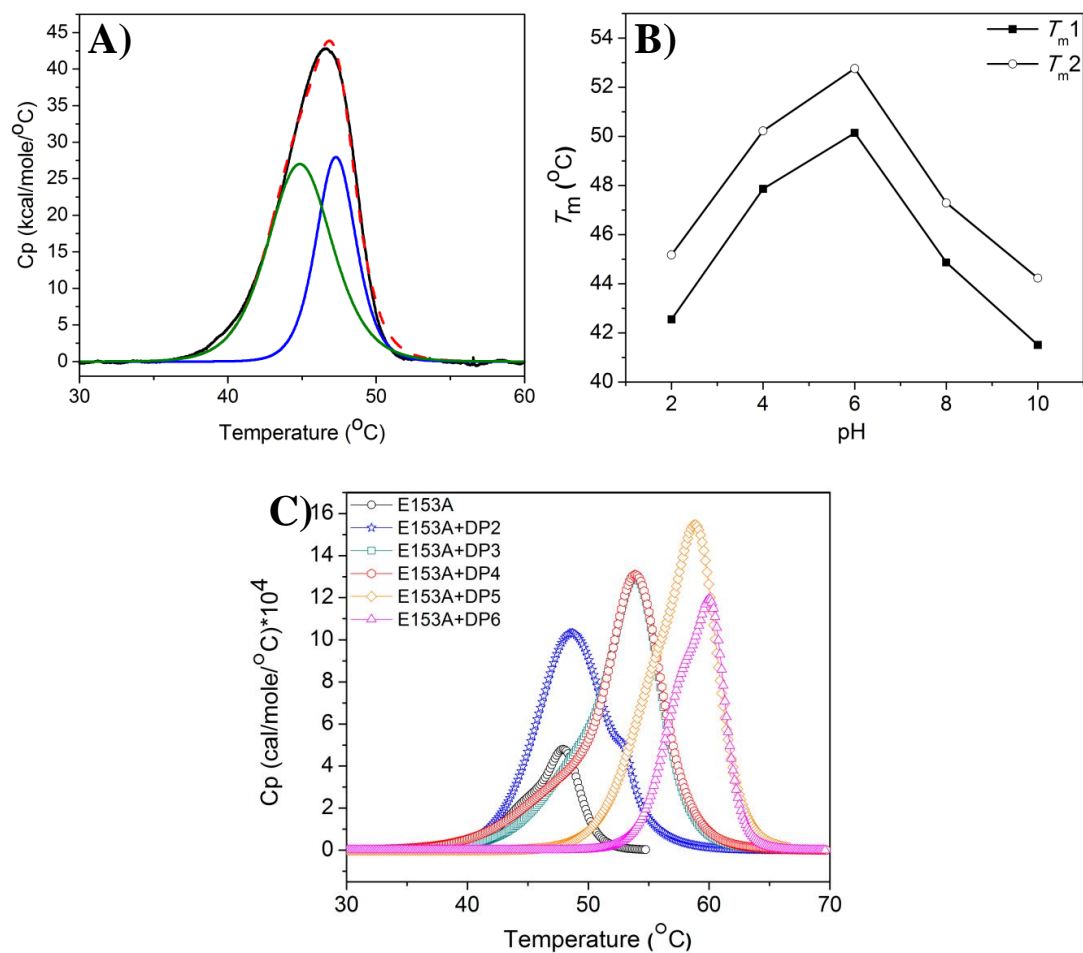 A)
45
40
35
30
25
20
15
10
5
0
Cp (kcal/mole/°C)
30 40 50 60
Temperature (°C)
B)
Tm1
Tm2
54
52
50
48
46
44
42
40
Tm (°C)
2 4 6 8 10
pH
C)
E153A
E153A+DP2
E153A+DP3
E153A+DP4
E153A+DP5
E153A+DP6
16
14
12
10
8
6
4
2
0
Cp (cal/mole/°C)*10⁴
30 40 50 60 70
Temperature (°C)